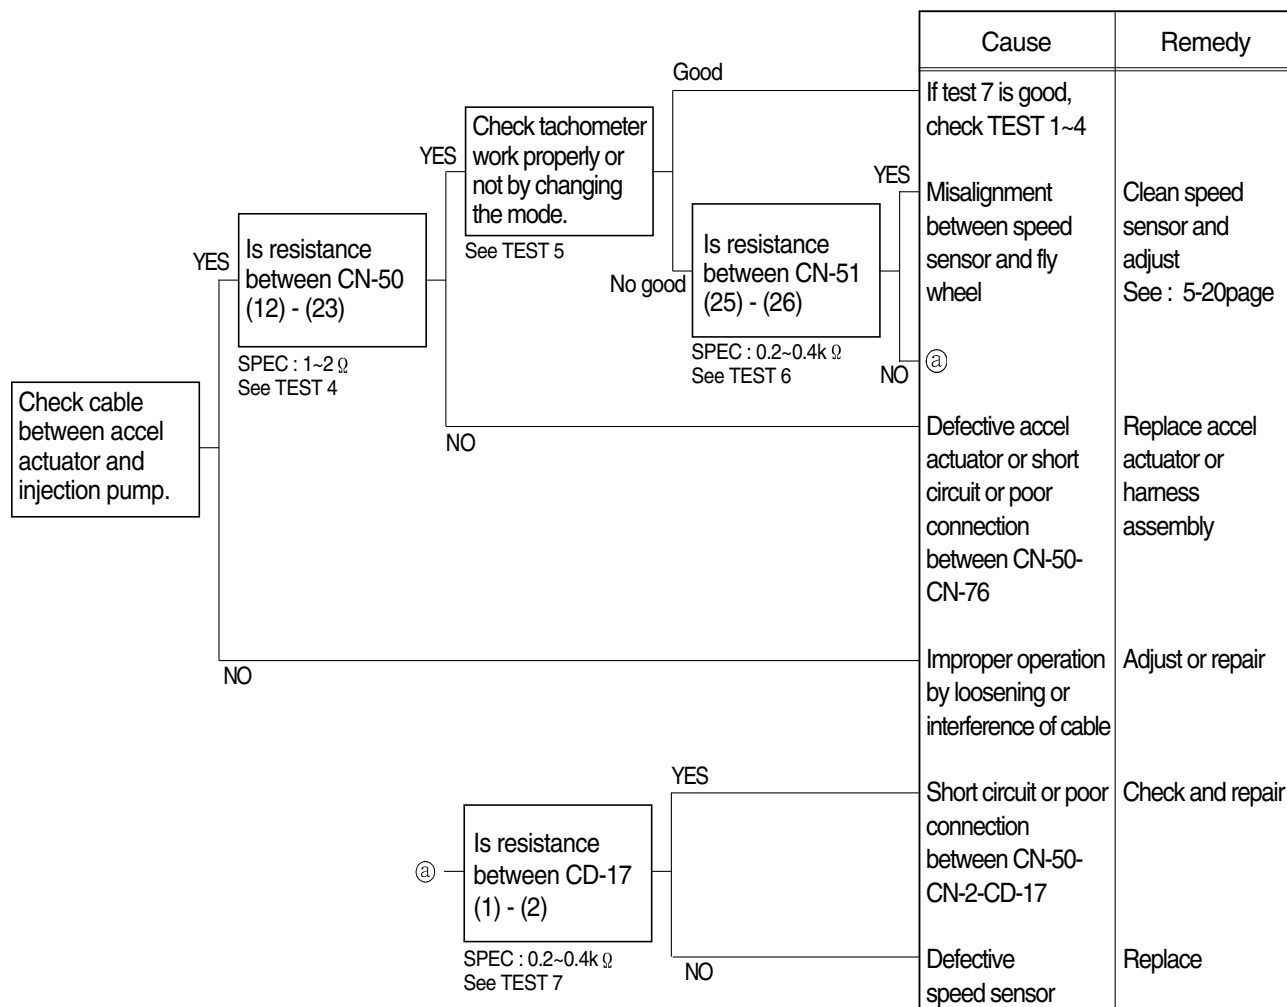 Cause
Remedy
Good
If test 7 is good,
check TEST 1~4
Check tachometer
work properly or
not by changing
the mode.
YES
See TEST 5
YES
Misalignment
between speed
sensor and fly
wheel
Clean speed
sensor and
adjust
See : 5-20page
Is resistance
between CN-50
(12) - (23)
YES
SPEC : 1~2 Ω
See TEST 4
No good
Is resistance
between CN-51
(25) - (26)
SPEC : 0.2~0.4k Ω
See TEST 6
NO
ⓐ
Check cable
between accel
actuator and
injection pump.
NO
Defective accel
actuator or short
circuit or poor
connection
between CN-50-
CN-76
Replace accel
actuator or
harness
assembly
NO
Improper operation
by loosening or
interference of cable
Adjust or repair
YES
Short circuit or poor
connection
between CN-50-
CN-2-CD-17
Check and repair
ⓐ
Is resistance
between CD-17
(1) - (2)
SPEC : 0.2~0.4k Ω
See TEST 7
NO
Defective
speed sensor
Replace